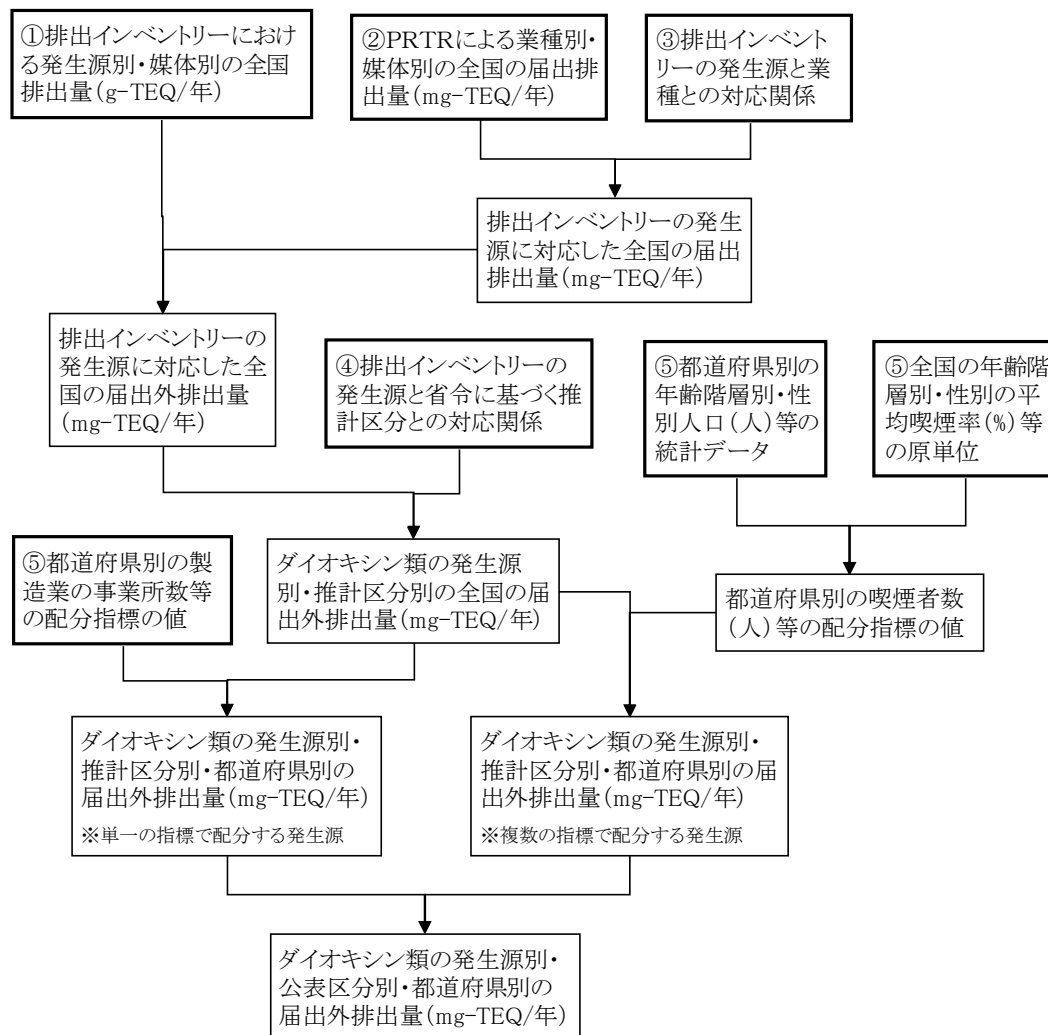 ①排出インベントリーにおけ
る発生源別・媒体別の全国
排出量(g-TEQ/年)
②PRTRによる業種別・
媒体別の全国の届出排
出量(mg-TEQ/年)
③排出インベント
リーの発生源と業
種との対応関係
排出インベントリーの発生
源に対応した全国の届出
排出量(mg-TEQ/年)
排出インベントリーの
発生源に対応した全
国の届出外排出量
(mg-TEQ/年)
④排出インベントリーの
発生源と省令に基づく推
計区分との対応関係
⑤都道府県別の
年齢階層別・性
別人口(人)等の
統計データ
⑤全国の年齢階
層別・性別の平
均喫煙率(%)等
の原単位
⑤都道府県別の製
造業の事業所数等
の配分指標の値
ダイオキシン類の発生源
別・推計区分別の全国の届
出外排出量(mg-TEQ/年)
都道府県別の喫煙者数
(人)等の配分指標の値
ダイオキシン類の発生源別・
推計区分別・都道府県別の
届出外排出量(mg-TEQ/年)
※単一の指標で配分する発生源
ダイオキシン類の発生源別・
推計区分別・都道府県別の届
出外排出量(mg-TEQ/年)
※複数の指標で配分する発生源
ダイオキシン類の発生源別・
公表区分別・都道府県別の
届出外排出量(mg-TEQ/年)